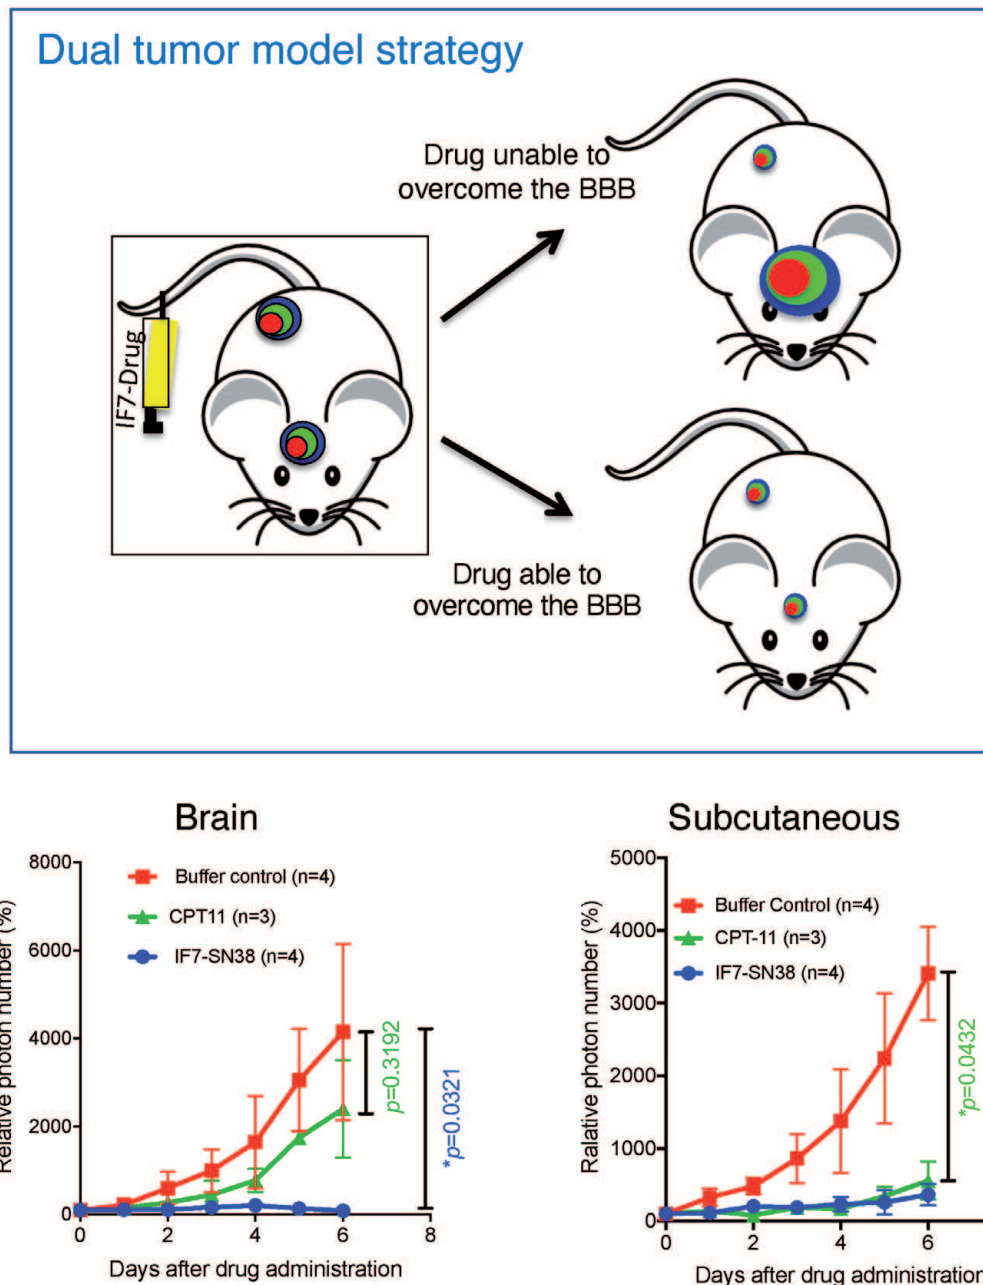 Dual tumor model strategy
Drug unable to
overcome the BBB
IF7-Drug
Drug able to
overcome the BBB
Brain
8000
6000
4000
2000
0
Relative photon number (%)
Buffer control (n=4)
CPT11 (n=3)
IF7-SN38 (n=4)
p=0.3192
*p=0.0321
0
2
4
6
8
Days after drug administration
Subcutaneous
5000
4000
3000
2000
1000
0
Ralative photon number (%)
Buffer Control (n=4)
CPT-11 (n=3)
IF7-SN38 (n=4)
*p=0.0432
0
2
4
6
Days after drug administration